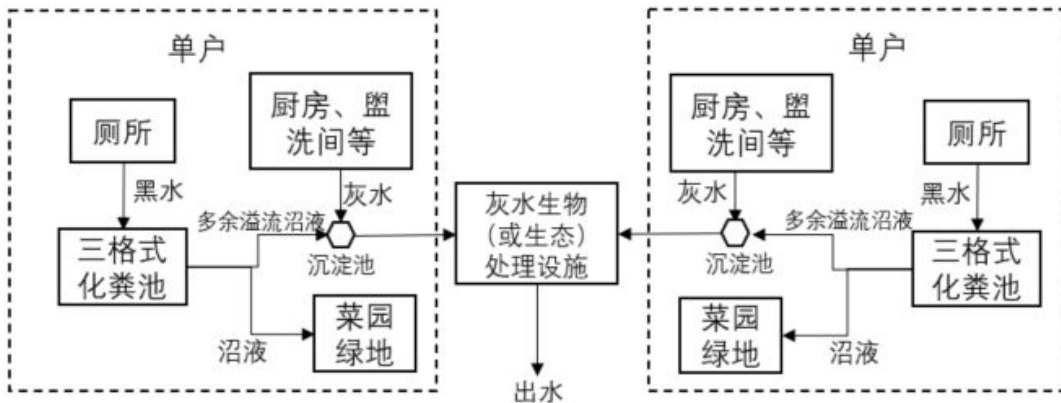 单户
厕所
厨房、盥
洗间等
黑水
灰水
多余溢流沼液
三格式
化粪池
沉淀池
沼液
菜园
绿地
灰水生物
（或生态）
处理设施
出水
单户
厨房、盥
洗间等
厕所
灰水
黑水
多余溢流沼液
沉淀池
三格式
化粪池
菜园
绿地
沼液